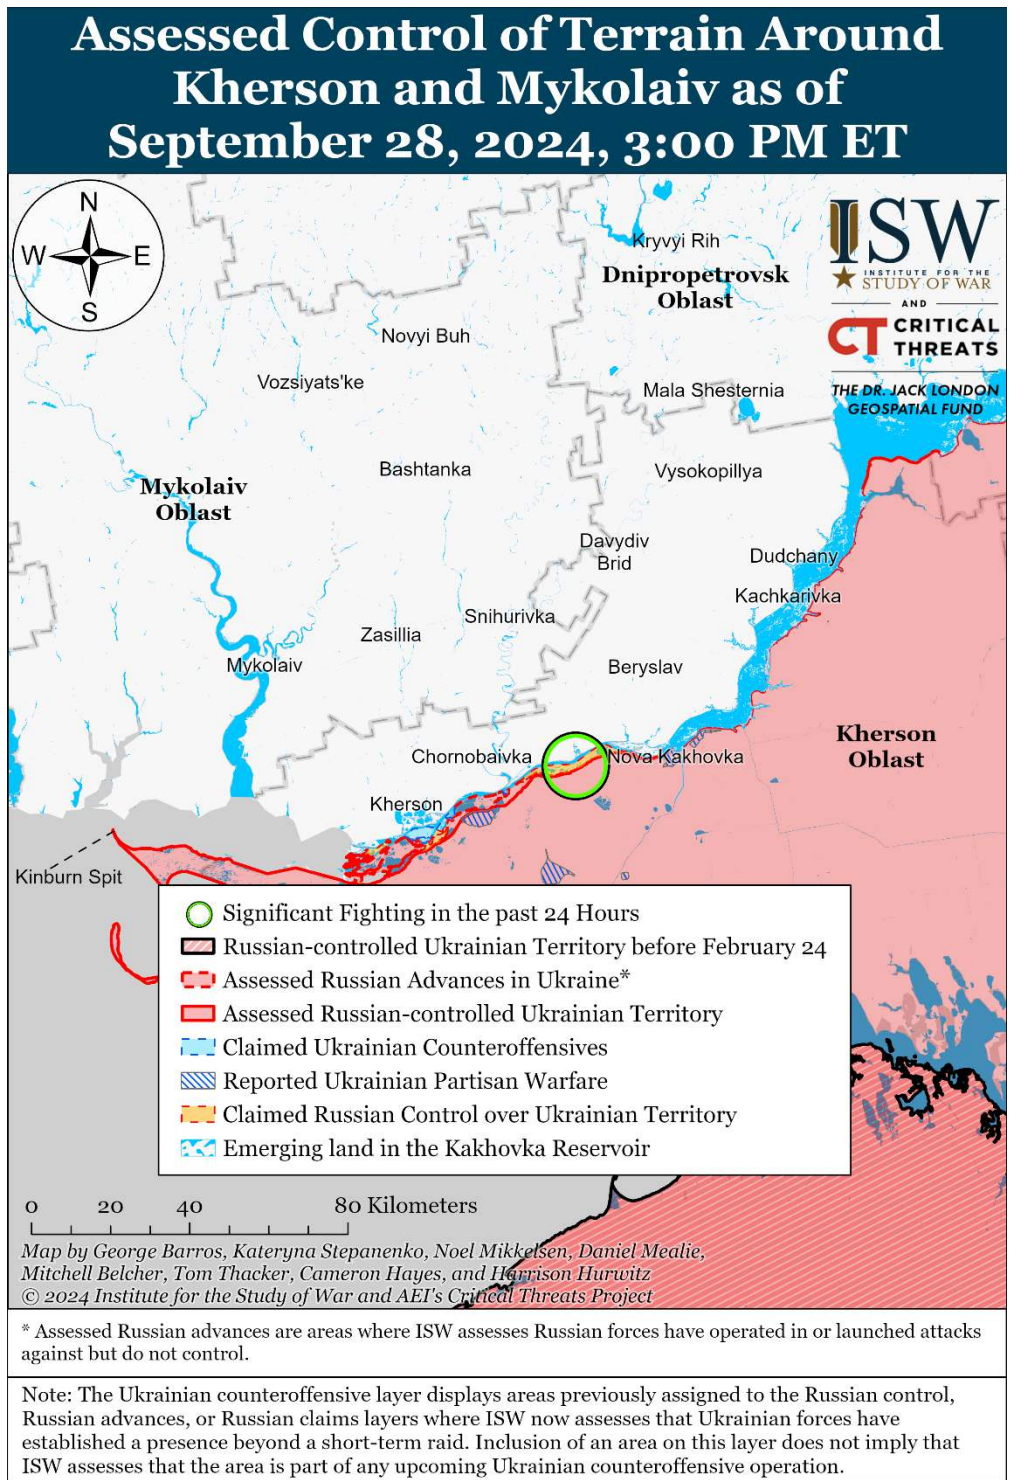 Assessed Control of Terrain Around
Kherson and Mykolaiv as of
September 28, 2024, 3:00 PM ET
N
W
E
S
ISW
INSTITUTE FOR THE
STUDY OF WAR
AND
CT CRITICAL
THREATS
THE DR. JACK LONDON
GEOSPATIAL FUND
Kryvyi Rih
Dnipropetrovsk
Oblast
Novyi Buh
Vozsiyats'ke
Mala Shesternia
Bashtanka
Vysokopillya
Mykolaiv
Oblast
Davydiv
Brid
Dudchany
Kachkarivka
Snihurivka
Zasillia
Mykolaiv
Beryslav
Kherson
Oblast
Chornobaivka
Nova Kakhovka
Kherson
Kinburn Spit
Significant Fighting in the past 24 Hours
Russian-controlled Ukrainian Territory before February 24
Assessed Russian Advances in Ukraine*
Assessed Russian-controlled Ukrainian Territory
Claimed Ukrainian Counteroffensives
Reported Ukrainian Partisan Warfare
Claimed Russian Control over Ukrainian Territory
Emerging land in the Kakhovka Reservoir
0 20 40 80 Kilometers
Map by George Barros, Kateryna Stepanenko, Noel Mikkelsen, Daniel Mealie,
Mitchell Belcher, Tom Thacker, Cameron Hayes, and Harrison Hurwitz
© 2024 Institute for the Study of War and AEI's Critical Threats Project
* Assessed Russian advances are areas where ISW assesses Russian forces have operated in or launched attacks
against but do not control.
Note: The Ukrainian counteroffensive layer displays areas previously assigned to the Russian control,
Russian advances, or Russian claims layers where ISW now assesses that Ukrainian forces have
established a presence beyond a short-term raid. Inclusion of an area on this layer does not imply that
ISW assesses that the area is part of any upcoming Ukrainian counteroffensive operation.